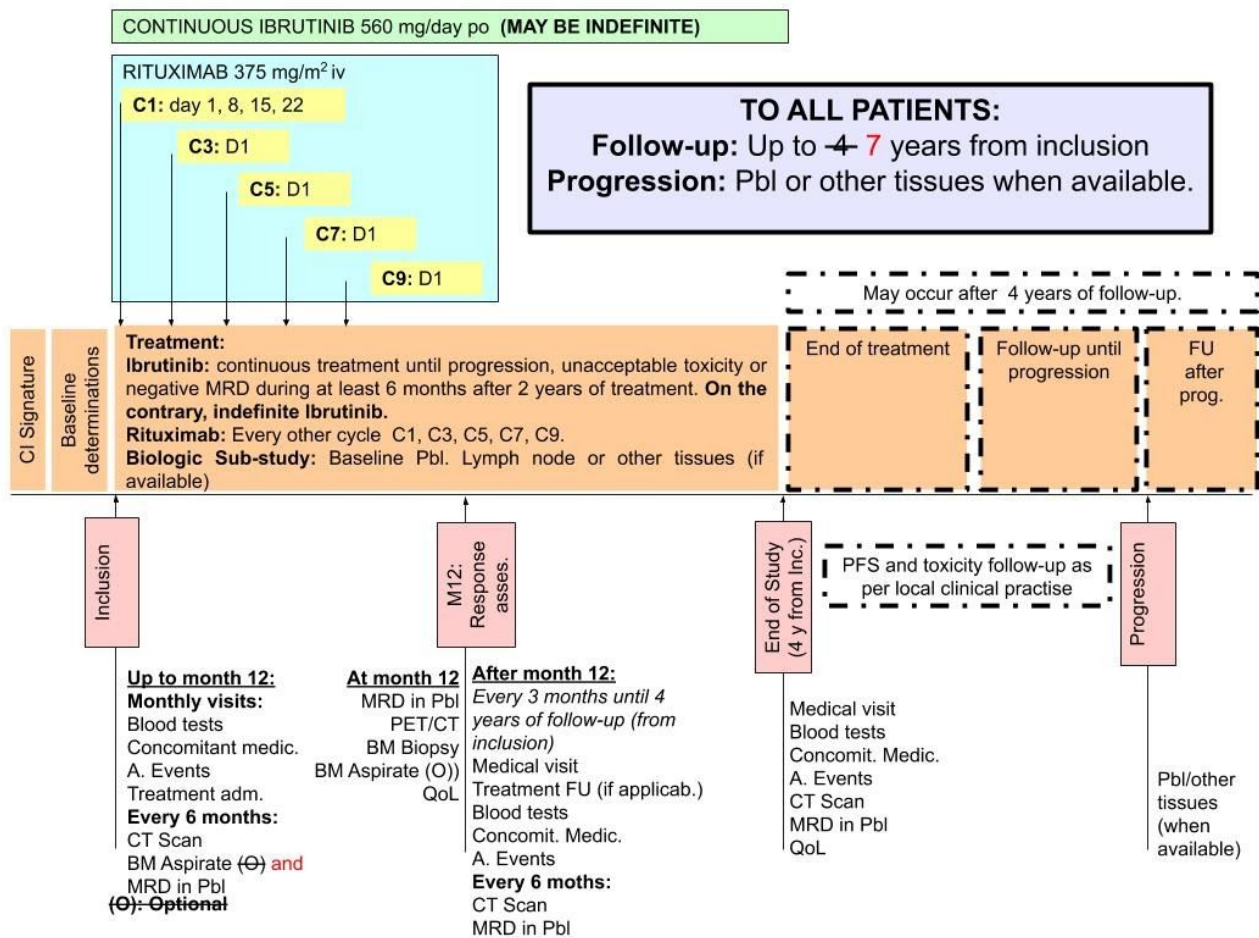 CONTINUOUS IBRUTINIB 560 mg/day po (MAY BE INDEFINITE)
RITUXIMAB 375 mg/m² iv
C1: day 1, 8, 15, 22
C3: D1
C5: D1
C7: D1
C9: D1
TO ALL PATIENTS:
Follow-up: Up to 4 7 years from inclusion
Progression: Pbl or other tissues when available.
May occur after 4 years of follow-up.
CI Signature
Baseline
determinations
Treatment:
Ibrutinib: continuous treatment until progression, unacceptable toxicity or
negative MRD during at least 6 months after 2 years of treatment. On the
contrary, indefinite Ibrutinib.
Rituximab: Every other cycle C1, C3, C5, C7, C9.
Biologic Sub-study: Baseline Pbl. Lymph node or other tissues (if
available)
End of treatment
Follow-up until
progression
FU
after
prog.
Inclusion
M12:
Response
asses.
End of Study
(4 y from Inc.)
PFS and toxicity follow-up as
per local clinical practise
Progression
Up to month 12:
Monthly visits:
Blood tests
Concomitant medic.
A. Events
Treatment adm.
Every 6 months:
CT Scan
BM Aspirate (O) and
MRD in Pbl
(O): Optional
At month 12
MRD in Pbl
PET/CT
BM Biopsy
BM Aspirate (O))
QoL
After month 12:
Every 3 months until 4
years of follow-up (from
inclusion)
Medical visit
Treatment FU (if applicab.)
Blood tests
Concomit. Medic.
A. Events
Every 6 moths:
CT Scan
MRD in Pbl
Medical visit
Blood tests
Concomit. Medic.
A. Events
CT Scan
MRD in Pbl
QoL
Pbl/other
tissues
(when
available)